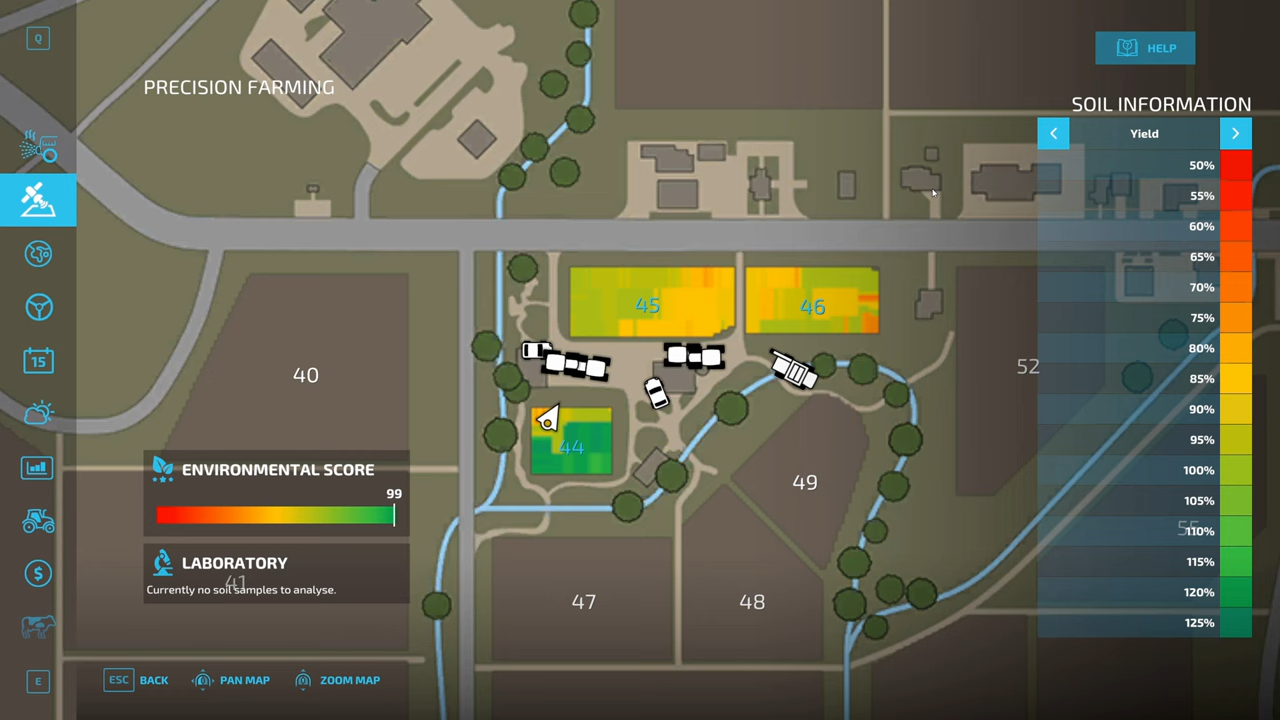 Q
HELP
PRECISION FARMING
SOIL INFORMATION
Yield
50%
55%
60%
65%
70%
75%
80%
85%
90%
95%
100%
105%
110%
115%
120%
125%
15
45
46
40
52
44
49
ENVIRONMENTAL SCORE
99
LABORATORY
41
Currently no soil samples to analyse.
47
48
E
ESC BACK
PAN MAP
ZOOM MAP